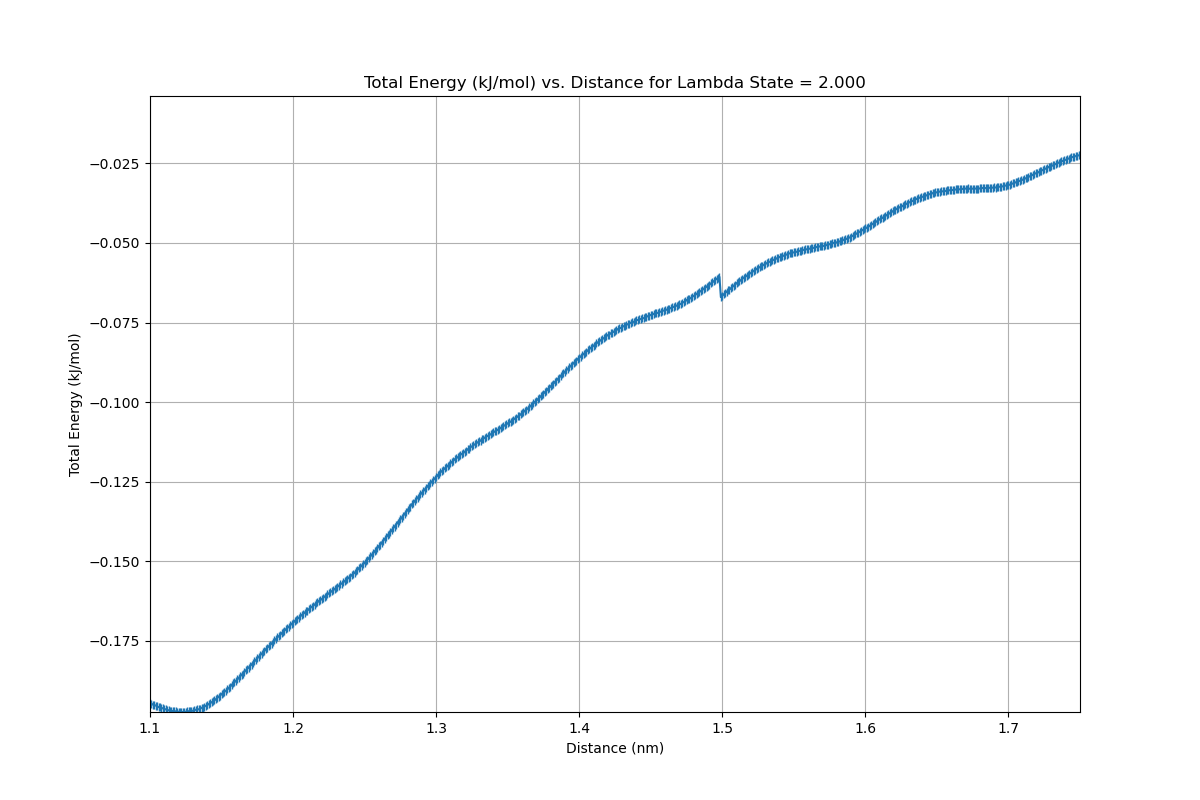 Total Energy (kJ/mol) vs. Distance for Lambda State = 2.000
Total Energy (kJ/mol)
−0.025
−0.050
−0.075
−0.100
−0.125
−0.150
−0.175
1.1 1.2 1.3 1.4 1.5 1.6 1.7
Distance (nm)